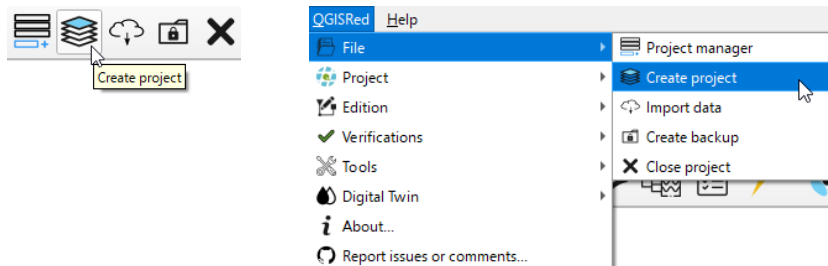 Create project
QGISRed Help
File
Project
Edition
Verifications
Tools
Digital Twin
About...
Report issues or comments...
Project manager
Create project
Import data
Create backup
Close project